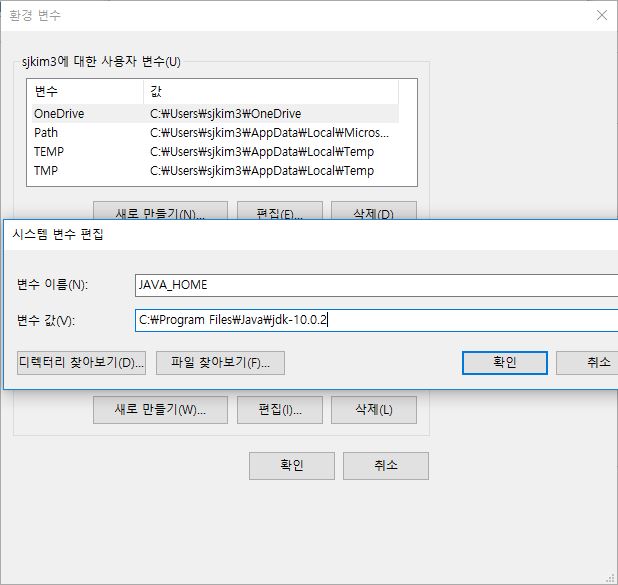 환경 변수
sjkim3에 대한 사용자 변수(U)
변수 값
OneDrive C:₩Users₩sjkim3₩OneDrive
Path C:₩Users₩sjkim3₩AppData₩Local₩Micros...
TEMP C:₩Users₩sjkim3₩AppData₩Local₩Temp
TMP C:₩Users₩sjkim3₩AppData₩Local₩Temp
새로 만들기(N)... 편집(E)... 삭제(D)
시스템 변수 편집
변수 이름(N): JAVA_HOME
변수 값(V): C:₩Program Files₩Java₩jdk-10.0.2
디렉터리 찾아보기(D)... 파일 찾아보기(F)... 확인 취소
새로 만들기(W)... 편집(I)... 삭제(L)
확인 취소